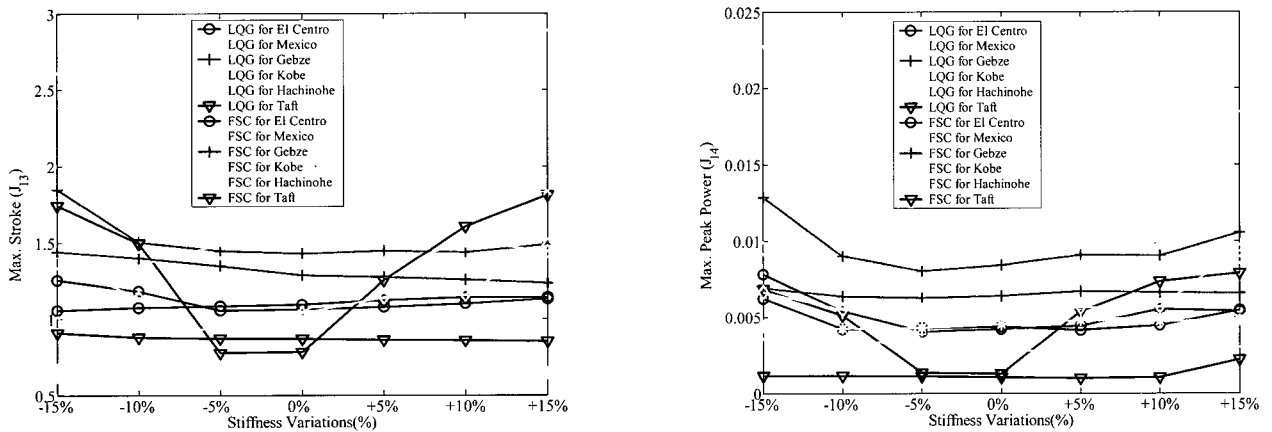 3
2.5
2
1.5
1
0.5
Max. Stroke (J13)
LQG for El Centro
LQG for Mexico
LQG for Gebze
LQG for Kobe
LQG for Hachinohe
LQG for Taft
FSC for El Centro
FSC for Mexico
FSC for Gebze
FSC for Kobe
FSC for Hachinohe
FSC for Taft
-15% -10% -5% 0% +5% +10% +15%
Stiffness Variations(%)
0.025
0.02
0.015
0.01
0.005
0
Max. Peak Power (J14)
LQG for El Centro
LQG for Mexico
LQG for Gebze
LQG for Kobe
LQG for Hachinohe
LQG for Taft
FSC for El Centro
FSC for Mexico
FSC for Gebze
FSC for Kobe
FSC for Hachinohe
FSC for Taft
-15% -10% -5% 0% +5% +10% +15%
Stiffness Variations(%)